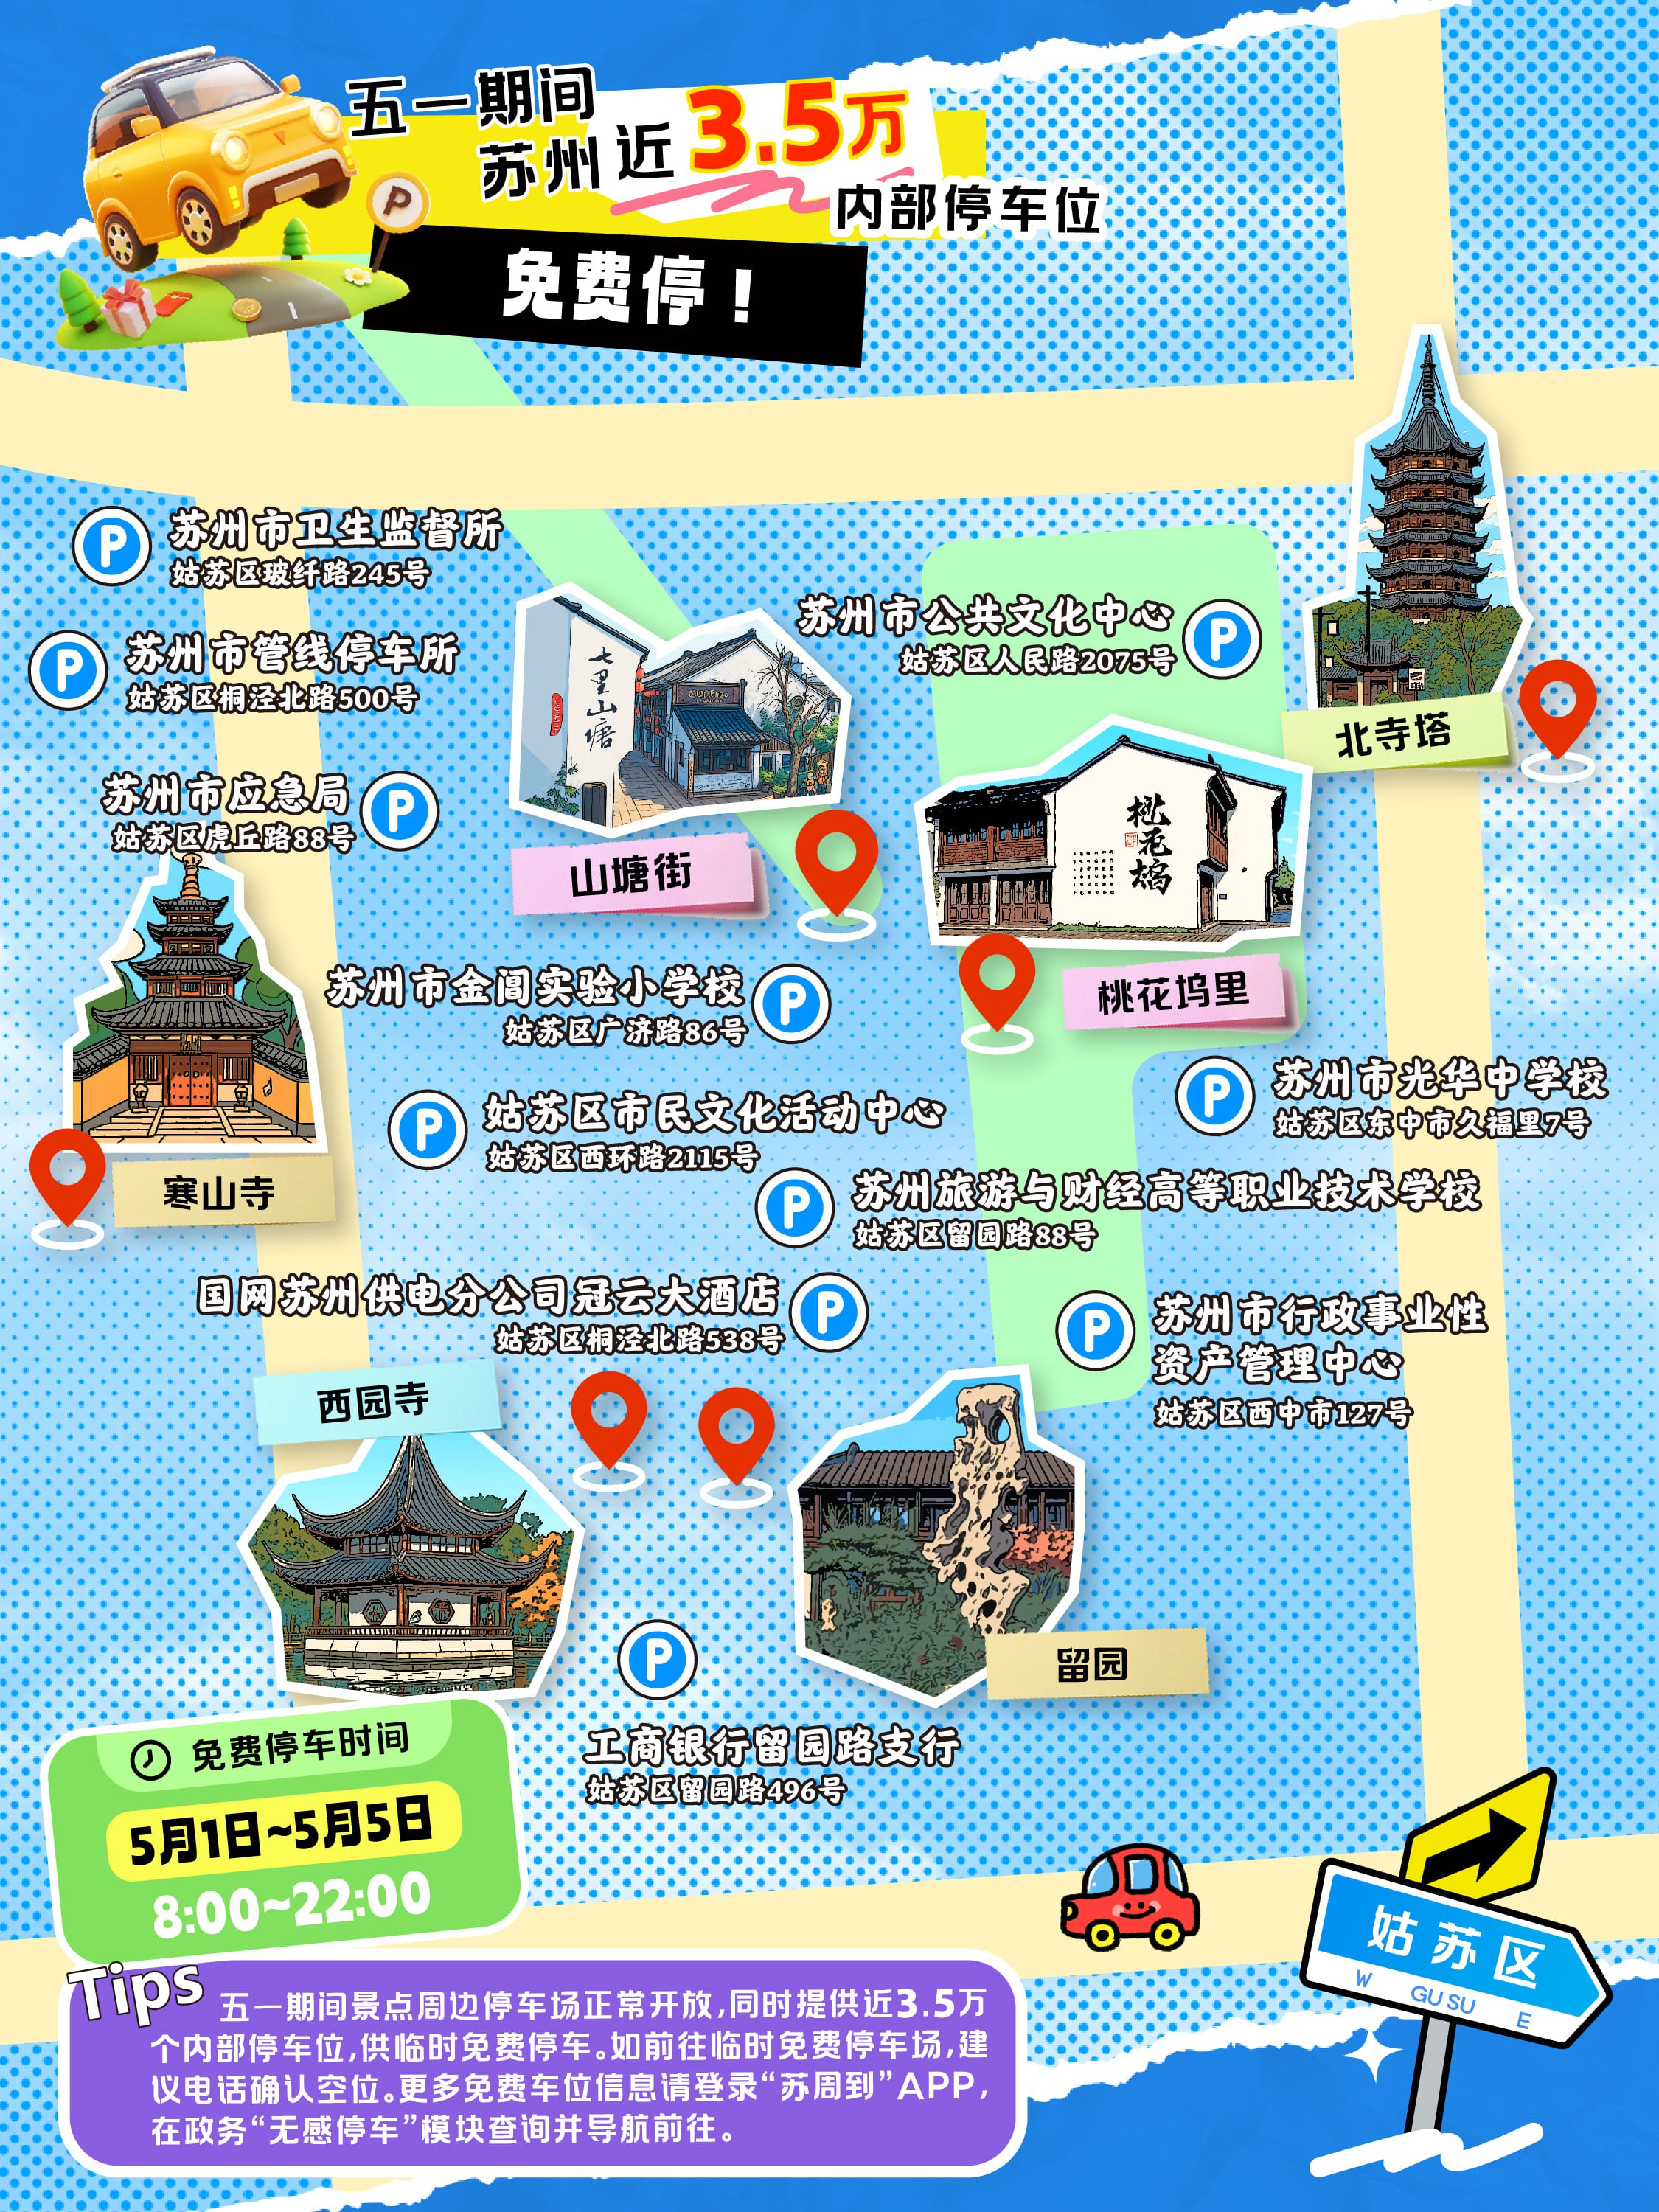 五一期间
苏州近3.5万
内部停车位
免费停！
P
P
苏州市卫生监督所
姑苏区玻纤路245号
P
苏州市管线停车所
姑苏区桐泾北路500号
苏州市应急局
姑苏区虎丘路88号
P
七里山塘
山塘街
苏州市公共文化中心
姑苏区人民路2075号
P
北寺塔
桃花坞
桃花坞里
苏州市金阊实验小学校
姑苏区广济路86号
P
寒山寺
P
姑苏区市民文化活动中心
姑苏区西环路2115号
P
苏州市光华中学校
姑苏区东中市久福里7号
P
苏州旅游与财经高等职业技术学校
姑苏区留园路88号
国网苏州供电分公司冠云大酒店
姑苏区桐泾北路538号
P
P
苏州市行政事业性
资产管理中心
姑苏区西中市127号
西园寺
留园
P
工商银行留园路支行
姑苏区留园路496号
免费停车时间
5月1日~5月5日
8:00~22:00
姑苏区
W GU SU E
Tips
五一期间景点周边停车场正常开放,同时提供近3.5万
个内部停车位,供临时免费停车。如前往临时免费停车场,建
议电话确认空位。更多免费车位信息请登录“苏周到”APP,
在政务“无感停车”模块查询并导航前往。